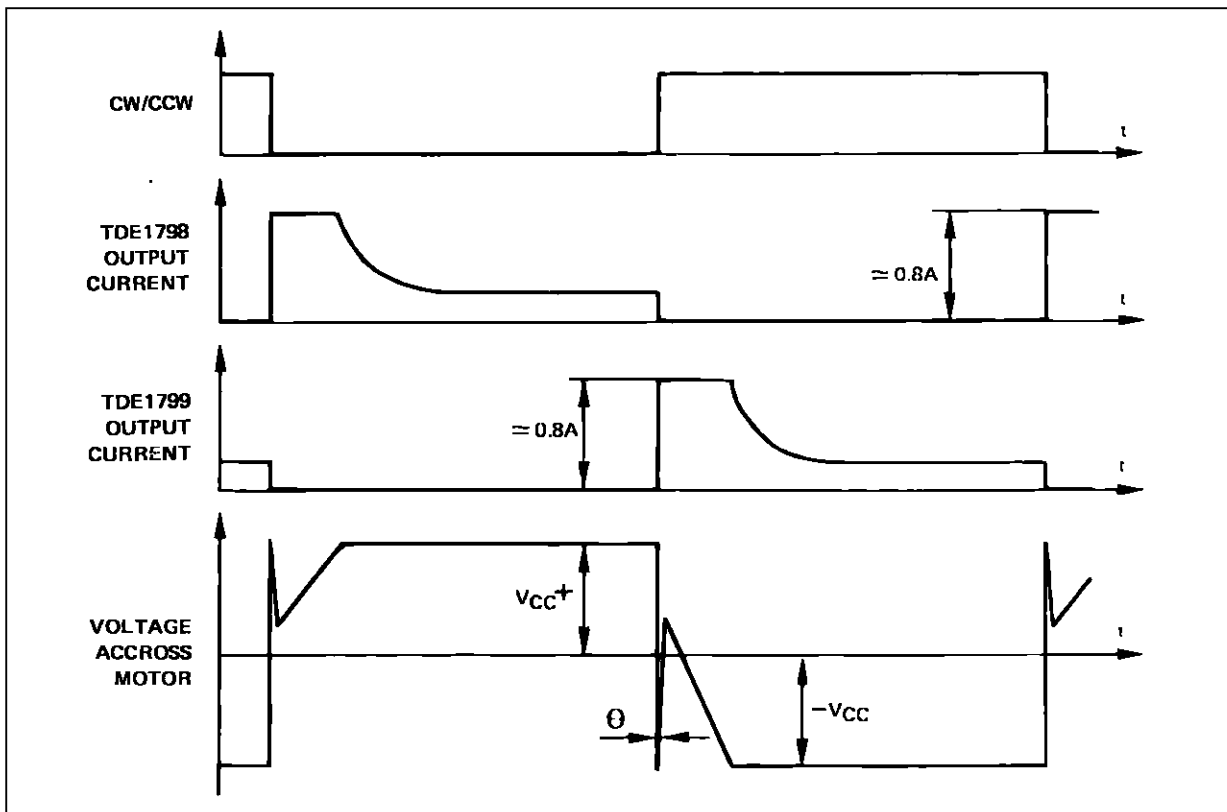 CW/CCW
t
TDE1798
OUTPUT
CURRENT
≃ 0.8A
t
TDE1799
OUTPUT
CURRENT
≃ 0.8A
t
VOLTAGE
ACCROSS
MOTOR
VCC+
t
Θ
−VCC